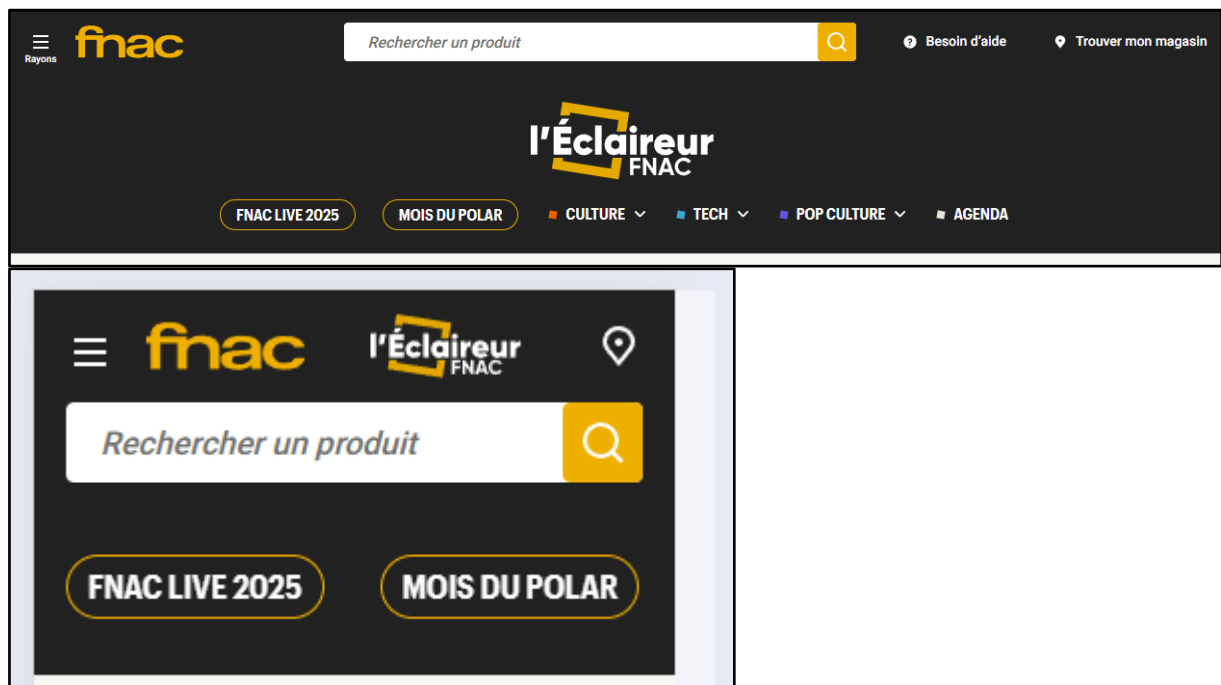 fnac
Rechercher un produit
Besoin d'aide
Trouver mon magasin
Rayons
l'Éclaireur
FNAC
FNAC LIVE 2025
MOIS DU POLAR
CULTURE
TECH
POP CULTURE
AGENDA
fnac
l'Éclaireur
FNAC
Rechercher un produit
FNAC LIVE 2025
MOIS DU POLAR